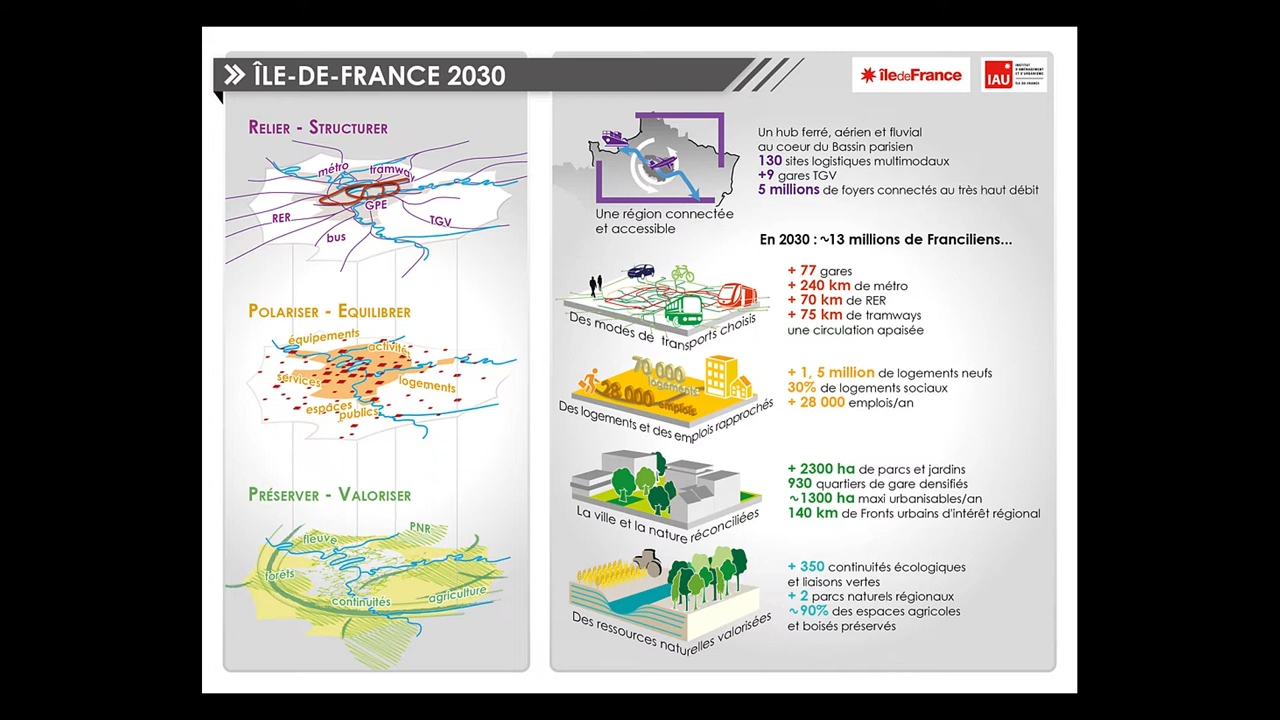 ÎLE-DE-FRANCE 2030
îledeFrance
IAU
INSTITUT
D'AMÉNAGEMENT
ET D'URBANISME
ÎLE-DE-FRANCE
RELIER - STRUCTURER
métro
tramway
GPE
RER
TGV
bus
POLARISER - EQUILIBRER
équipements
activités
services
logements
espaces
publics
PRÉSERVER - VALORISER
PNR
fleuve
forêts
continuités
agriculture
Une région connectée
et accessible
Un hub ferré, aérien et fluvial
au coeur du Bassin parisien
130 sites logistiques multimodaux
+9 gares TGV
5 millions de foyers connectés au très haut débit
En 2030 : ~13 millions de Franciliens...
Des modes de transports choisis
+ 77 gares
+ 240 km de métro
+ 70 km de RER
+ 75 km de tramways
une circulation apaisée
70 000
logements
28 000 emplois
Des logements et des emplois rapprochés
+ 1, 5 million de logements neufs
30% de logements sociaux
+ 28 000 emplois/an
La ville et la nature réconciliées
+ 2300 ha de parcs et jardins
930 quartiers de gare densifiés
~1300 ha maxi urbanisables/an
140 km de Fronts urbains d'intérêt régional
Des ressources naturelles valorisées
+ 350 continuités écologiques
et liaisons vertes
+ 2 parcs naturels régionaux
~90% des espaces agricoles
et boisés préservés